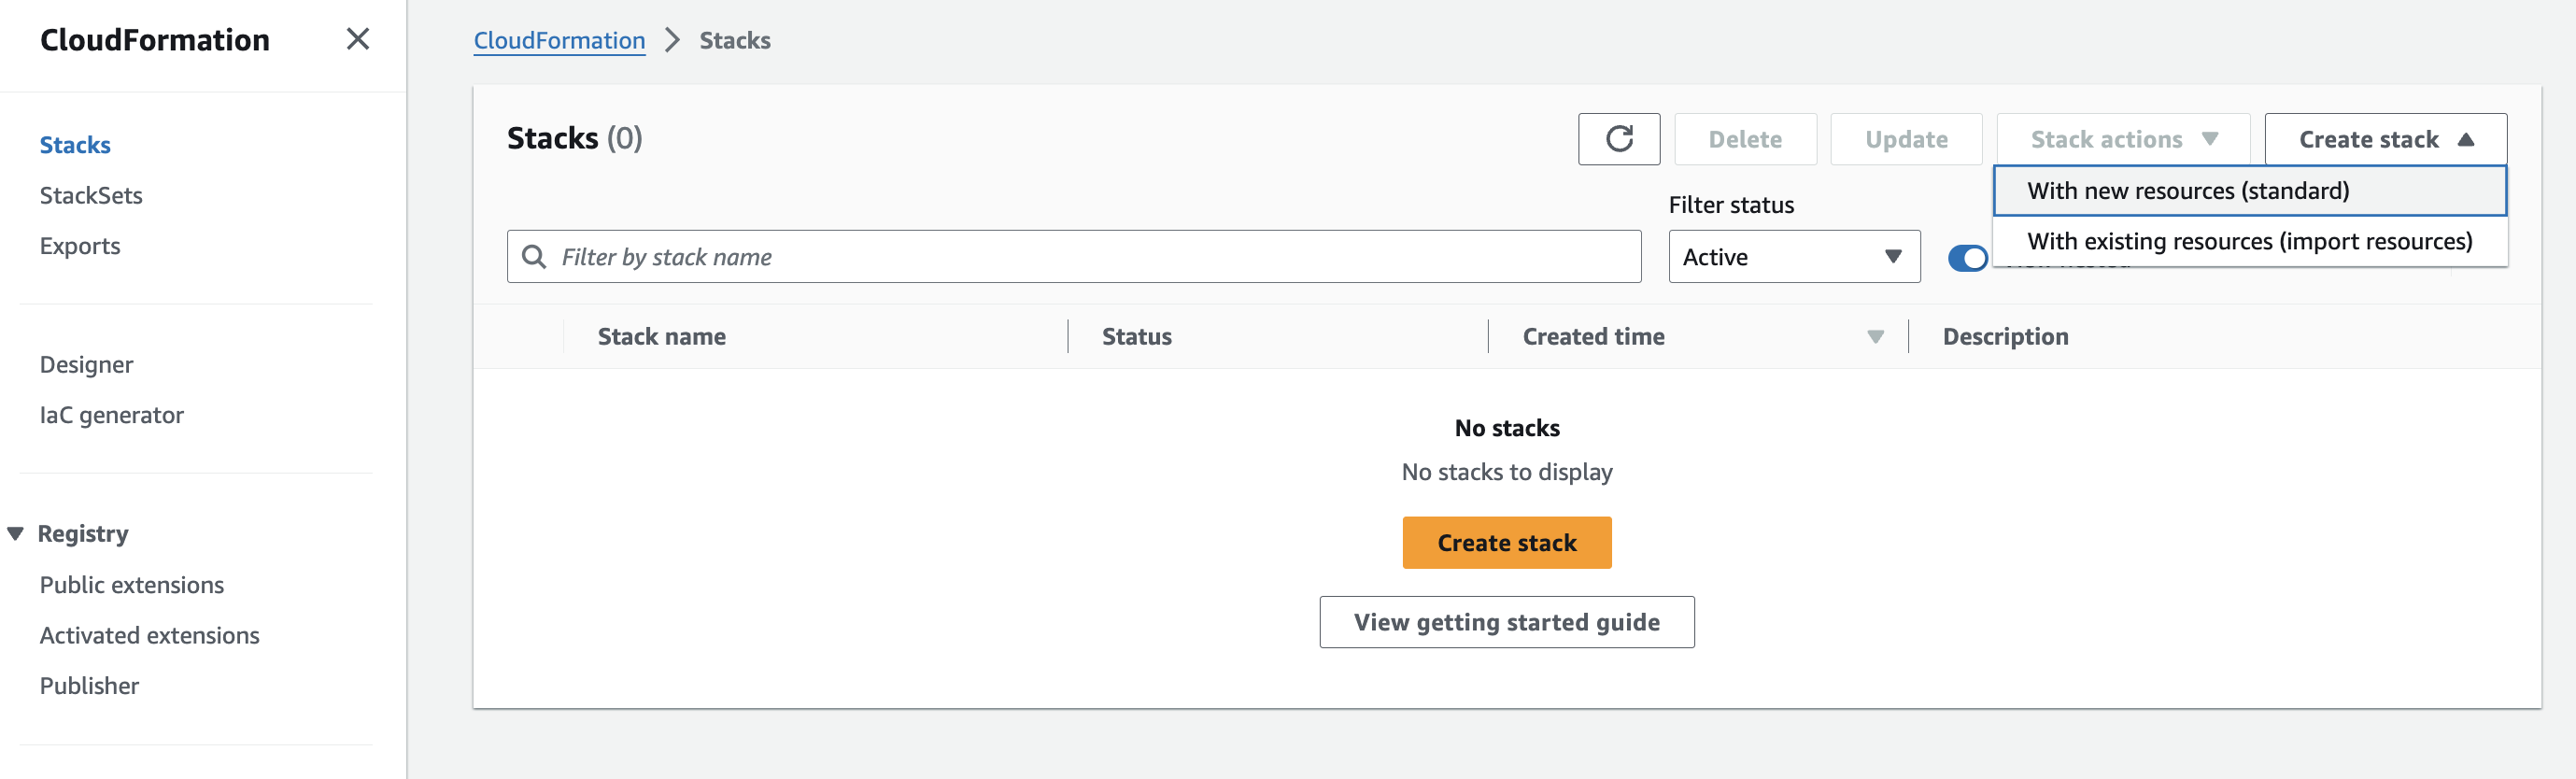 CloudFormation
Stacks
StackSets
Exports
Designer
IaC generator
Registry
Public extensions
Activated extensions
Publisher
CloudFormation > Stacks
Stacks (0)
Delete
Update
Stack actions
Create stack
With new resources (standard)
With existing resources (import resources)
Filter status
Filter by stack name
Active
Stack name
Status
Created time
Description
No stacks
No stacks to display
Create stack
View getting started guide